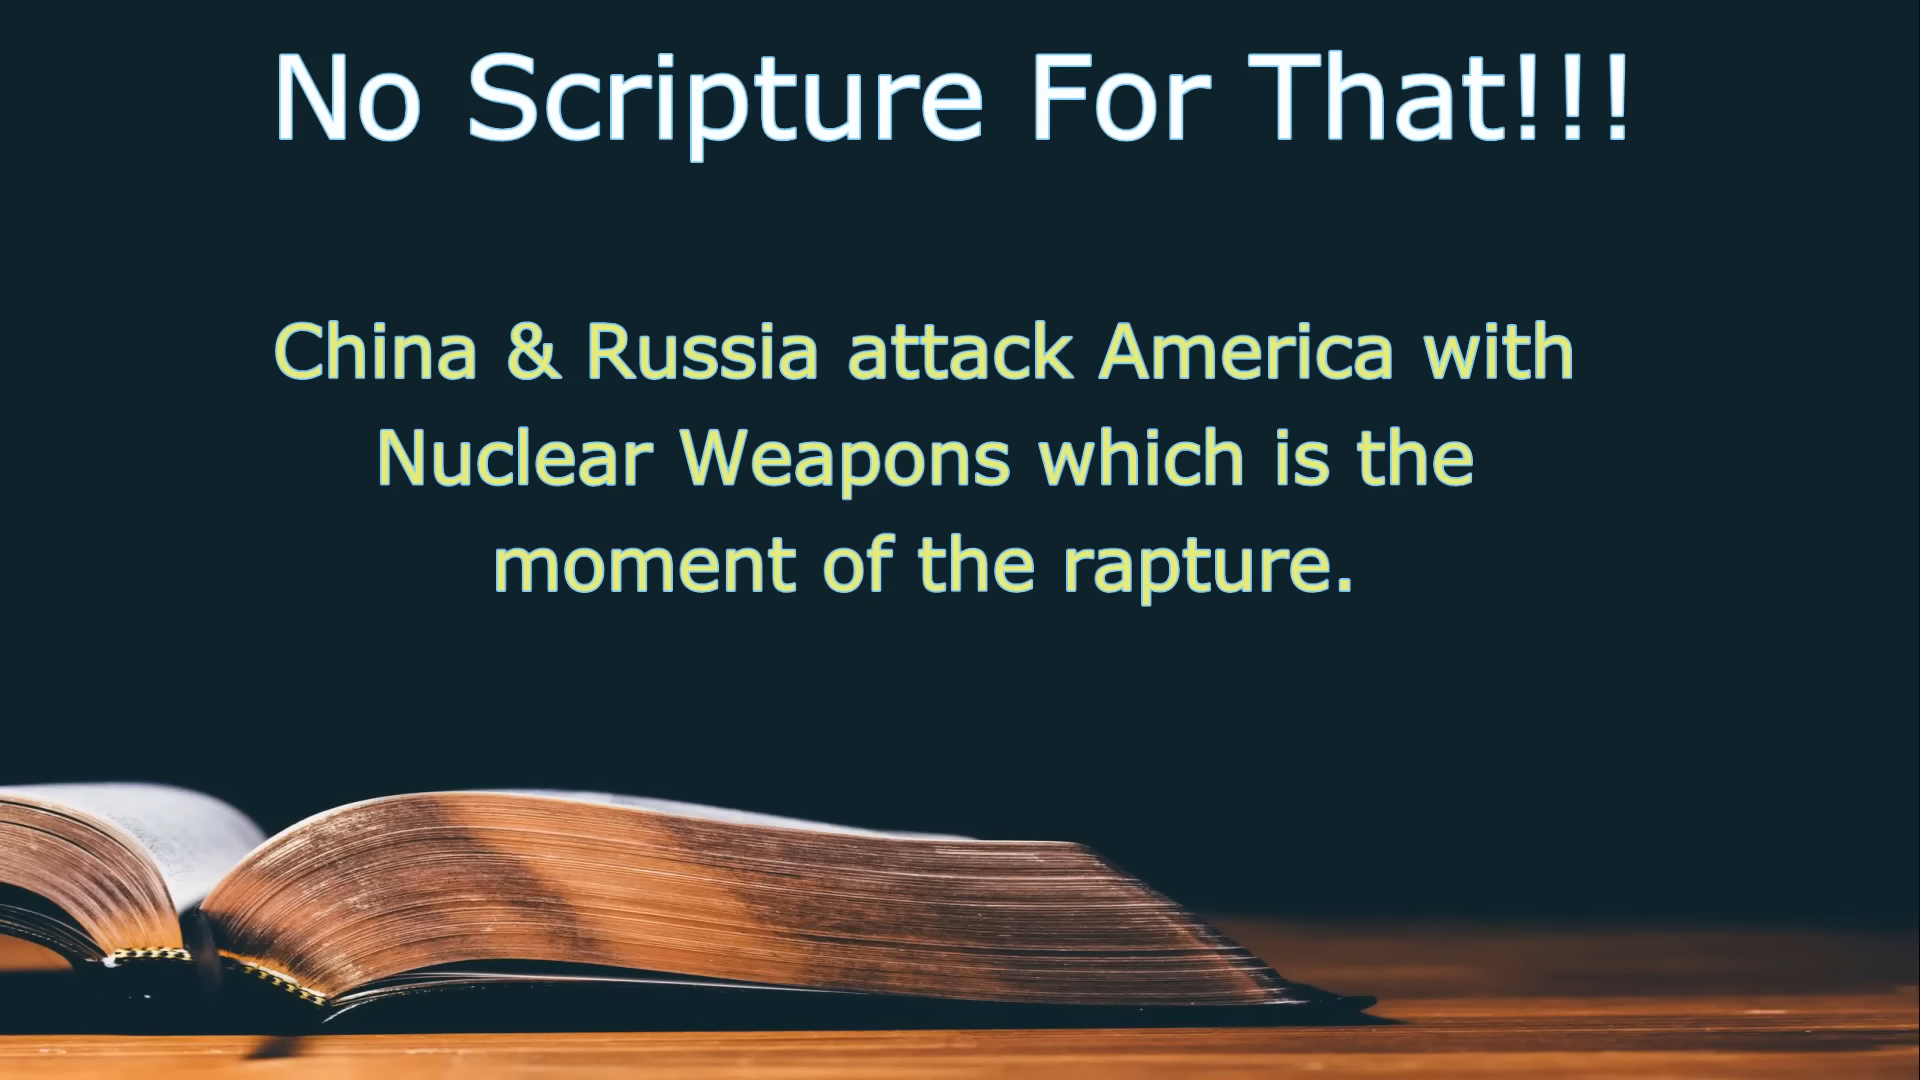 No Scripture For That!!!
China & Russia attack America with
Nuclear Weapons which is the
moment of the rapture.